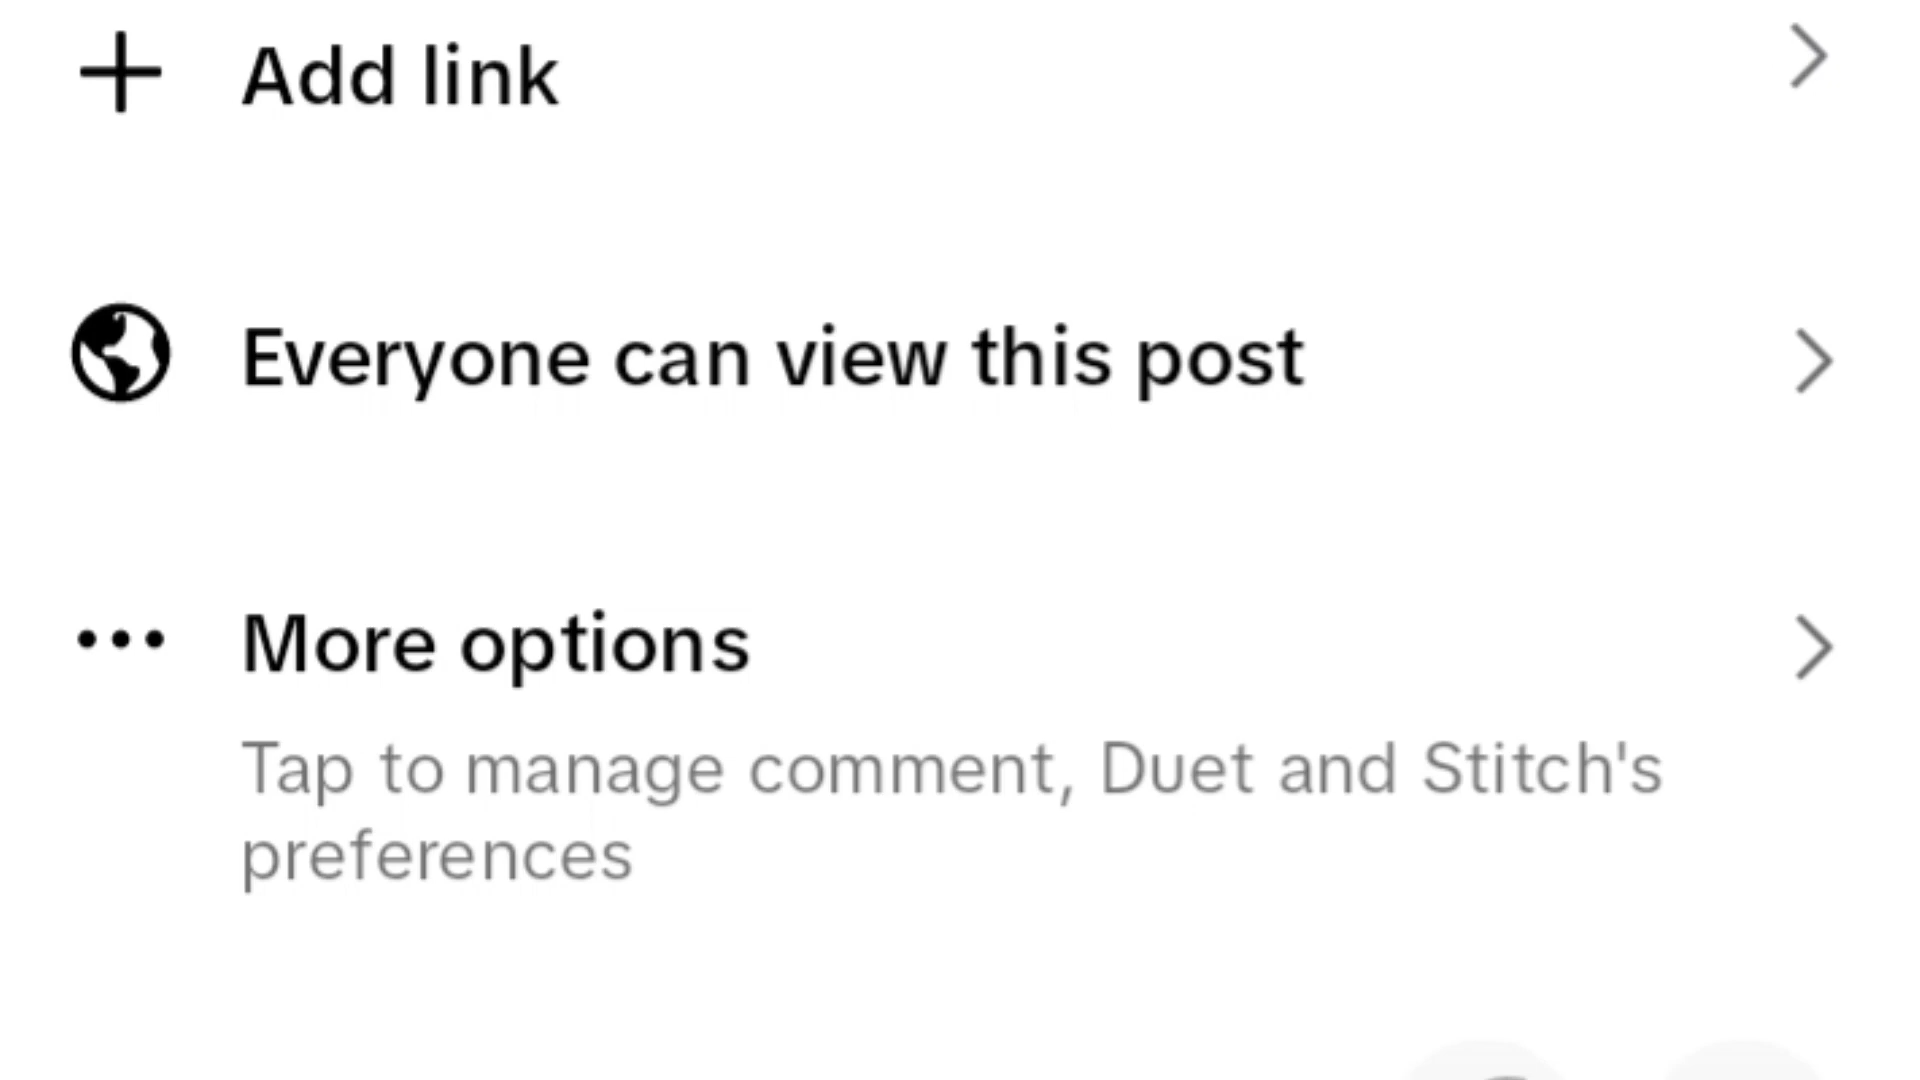 Add link
Everyone can view this post
More options
Tap to manage comment, Duet and Stitch's
preferences